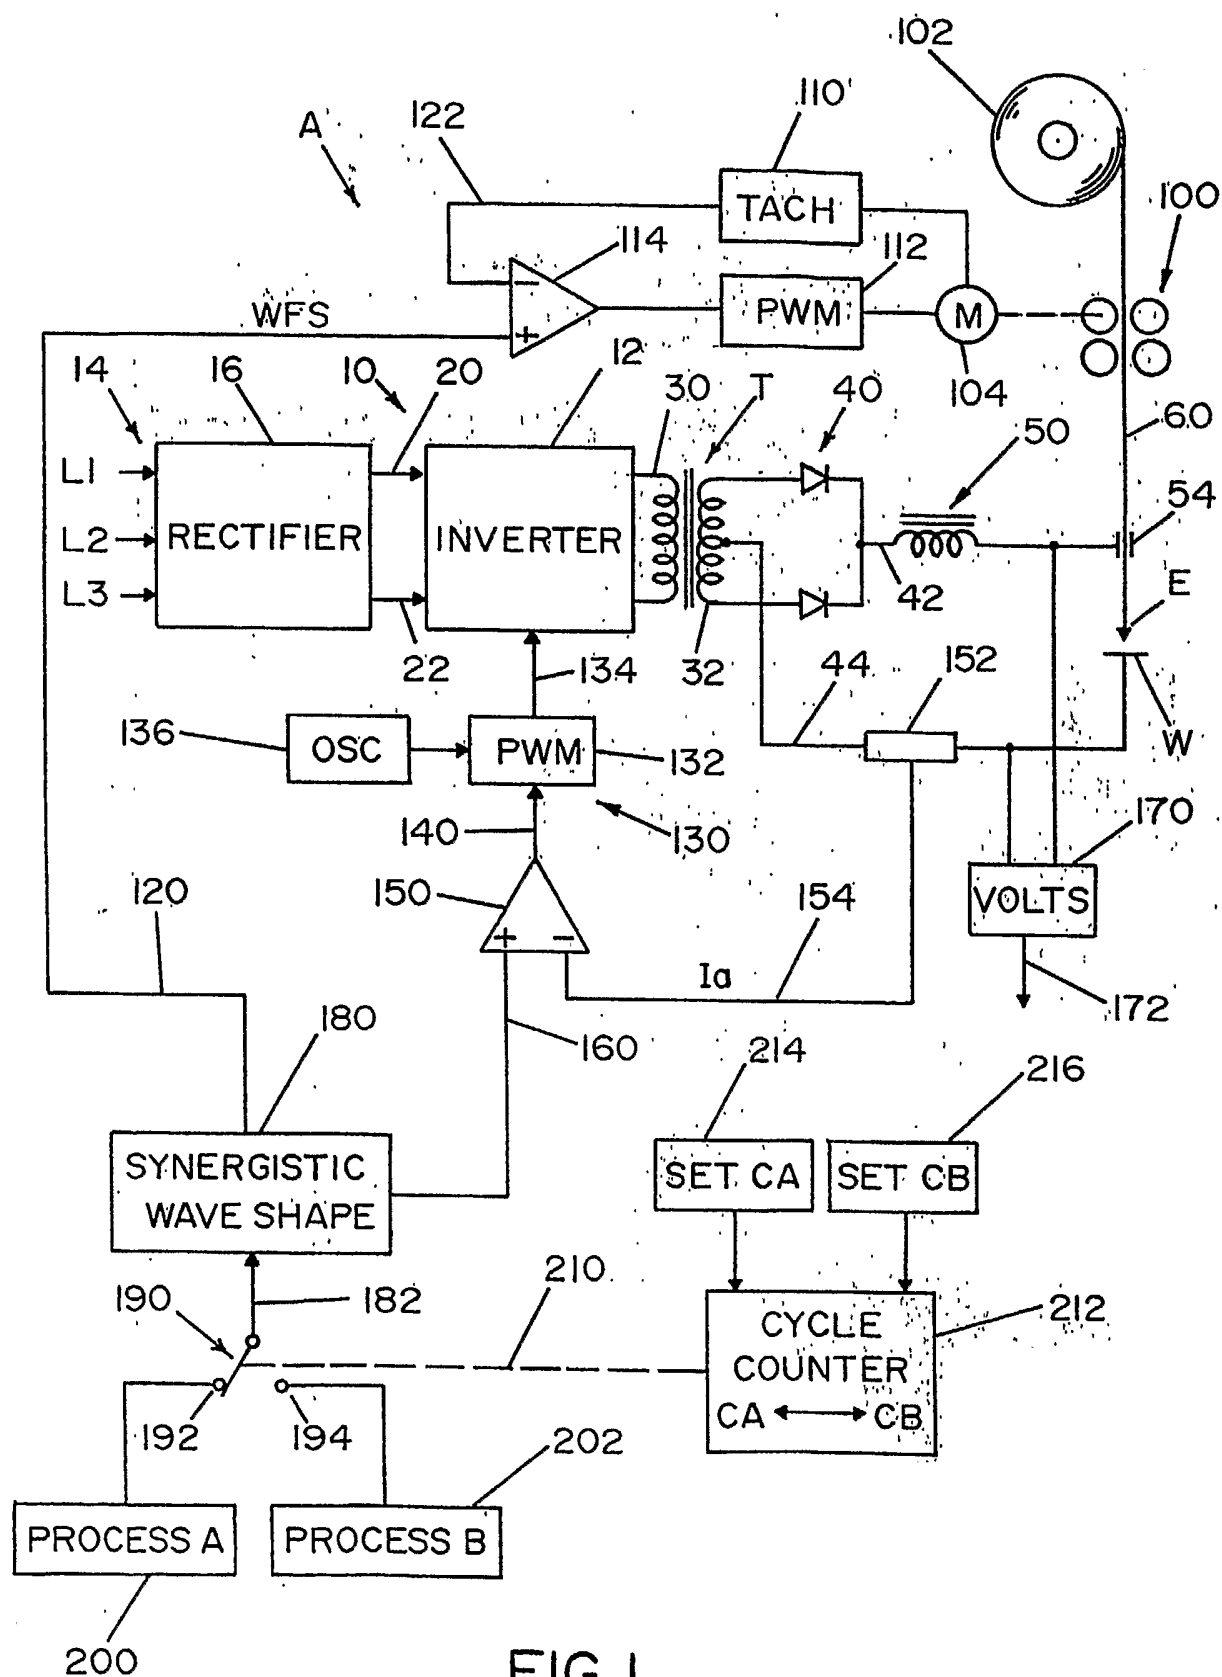 102
110'
A
122
TACH
100
114
112
WFS
PWM
M
14
16
10
20
12
30
T
40
104
60
50
L1
54
RECTIFIER
INVERTER
L2
L3
42
E
22
134
32
44
152
136
OSC
PWM
132
W
140
130
170
150
VOLTS
120
154
Ia
172
180
160
214
216
SYNERGISTIC
WAVE SHAPE
SET CA
SET CB
190
182
210
212
CYCLE
COUNTER
CA
CB
192
194
202
PROCESS A
PROCESS B
200
FIG. 1